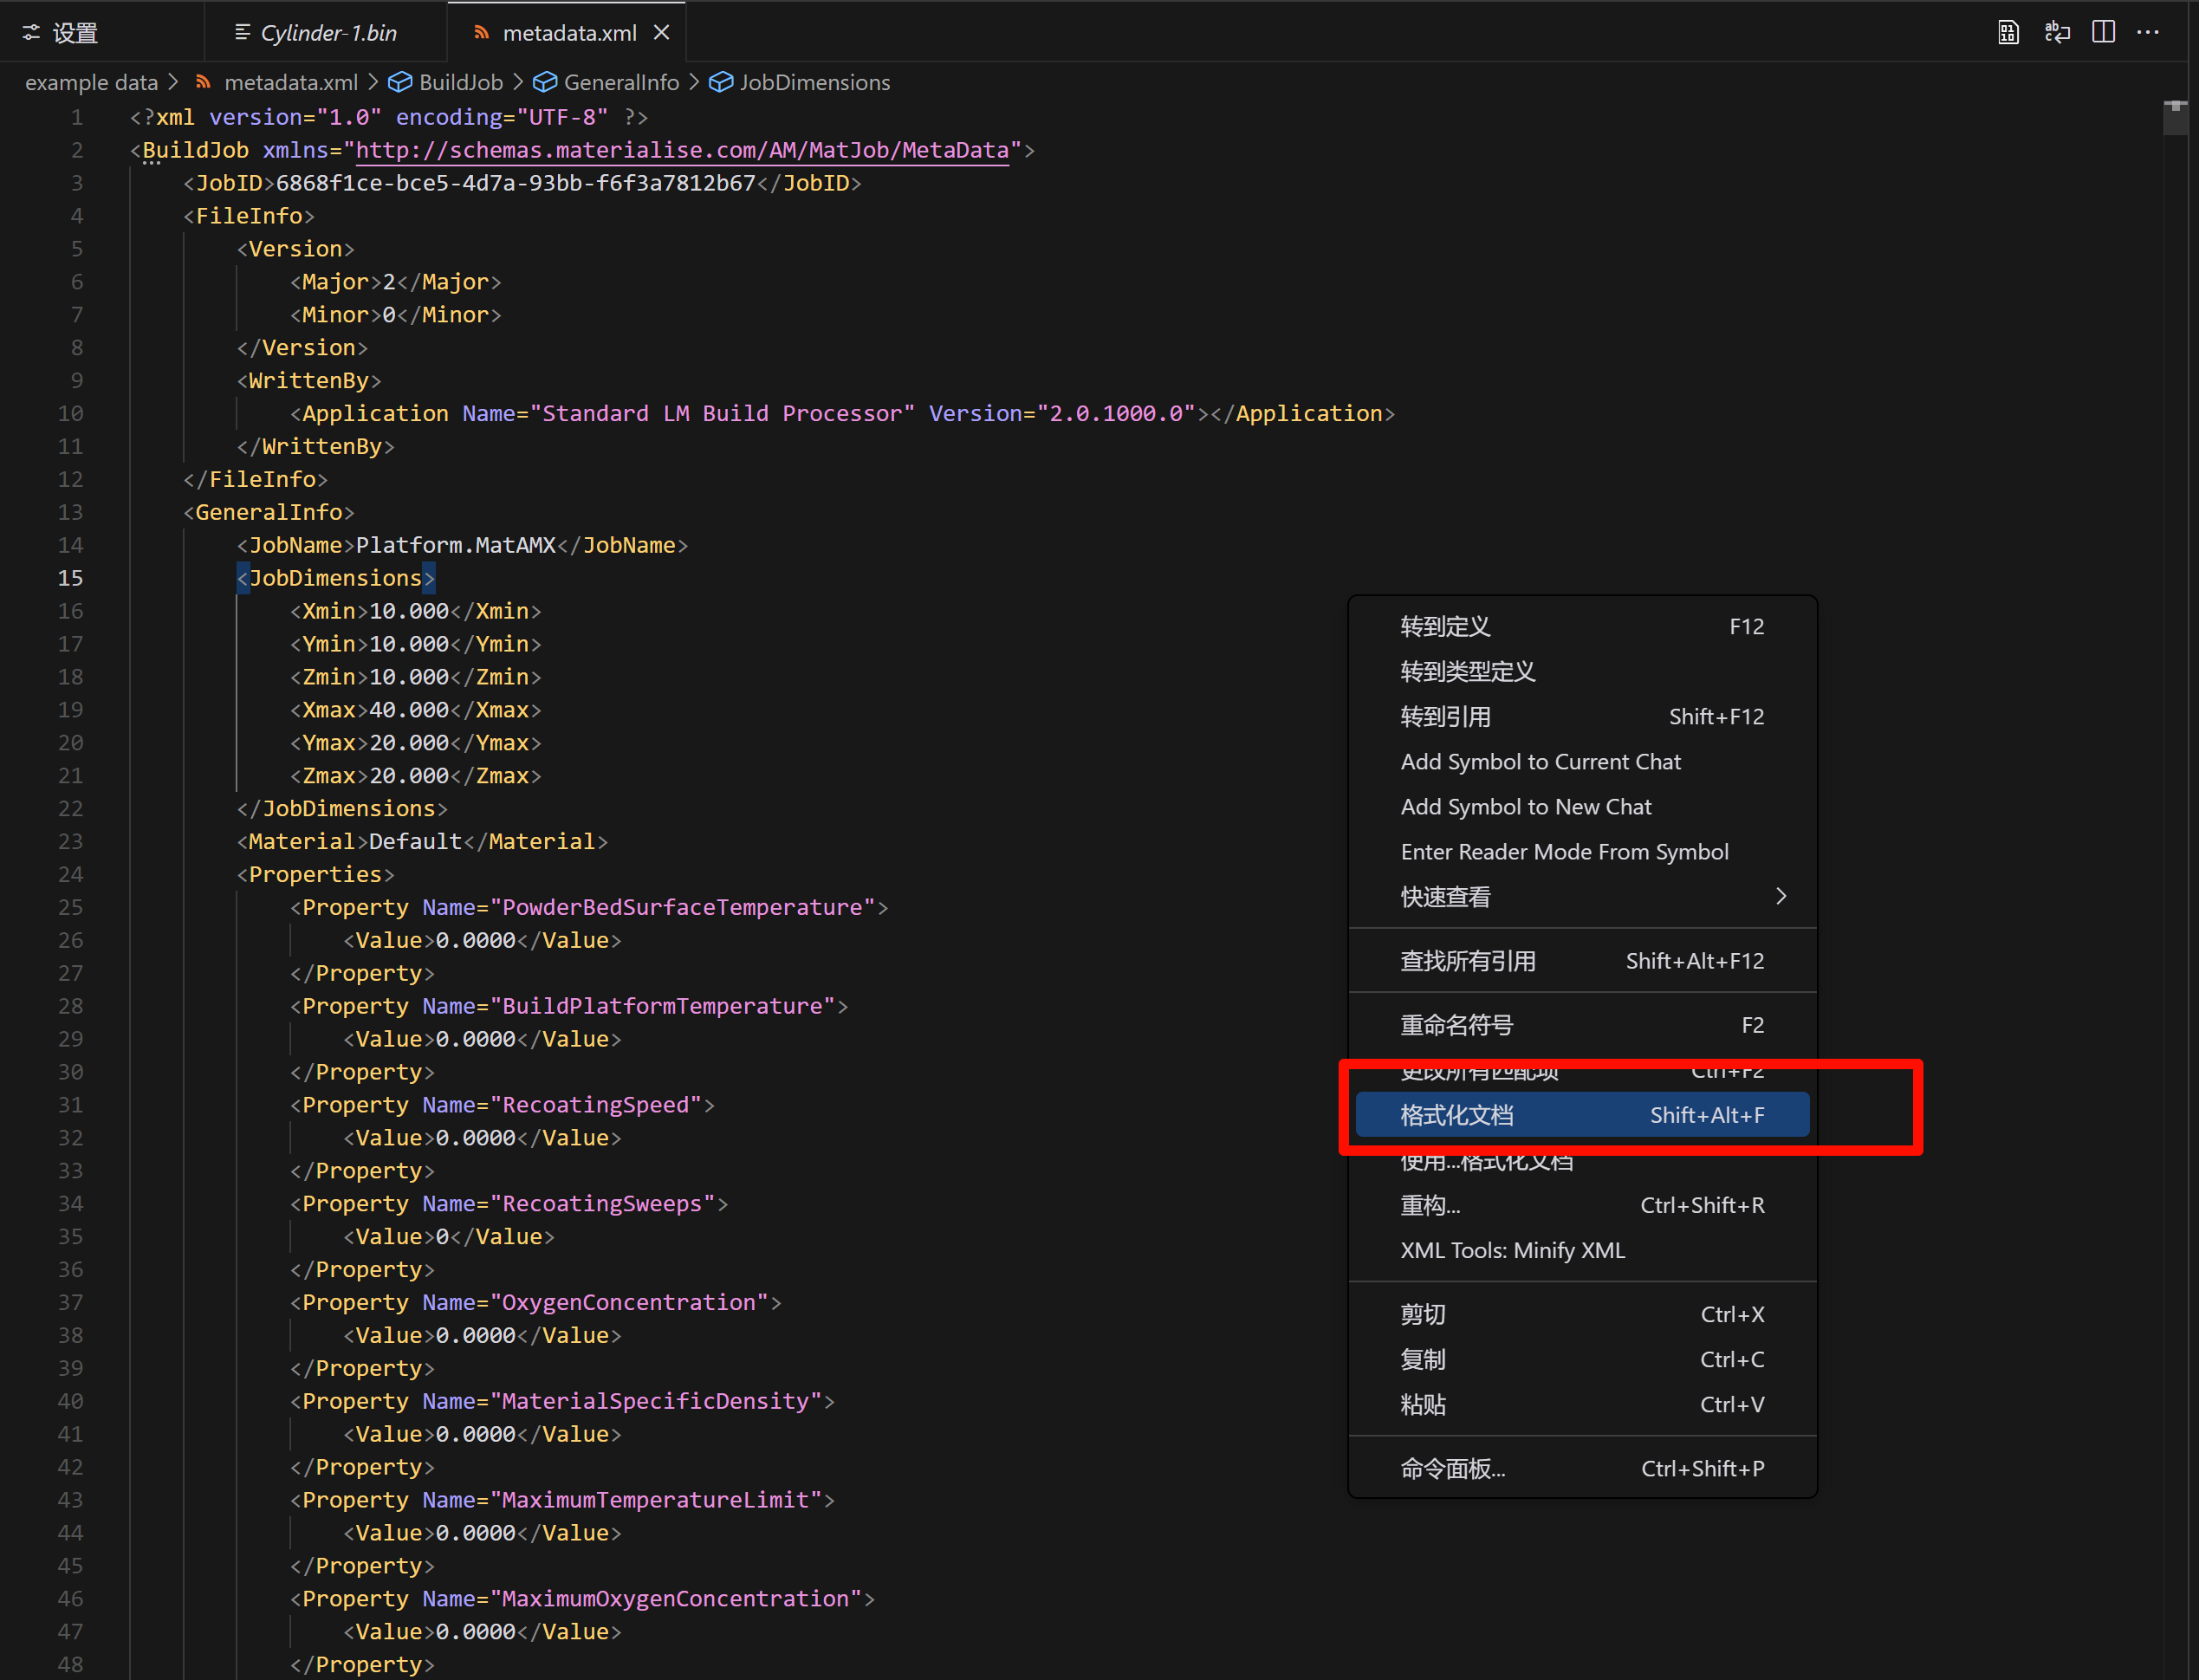 设置
Cylinder-1.bin
metadata.xml
example data > metadata.xml > BuildJob > GeneralInfo > JobDimensions
1 <?xml version="1.0" encoding="UTF-8" ?>
2 <BuildJob xmlns="http://schemas.materialise.com/AM/MatJob/MetaData">
3 <JobID>6868f1ce-bce5-4d7a-93bb-f6f3a7812b67</JobID>
4 <FileInfo>
5 <Version>
6 <Major>2</Major>
7 <Minor>0</Minor>
8 </Version>
9 <WrittenBy>
10 <Application Name="Standard LM Build Processor" Version="2.0.1000.0"></Application>
11 </WrittenBy>
12 </FileInfo>
13 <GeneralInfo>
14 <JobName>Platform.MatAMX</JobName>
15 <JobDimensions>
16 <Xmin>10.000</Xmin>
17 <Ymin>10.000</Ymin>
18 <Zmin>10.000</Zmin>
19 <Xmax>40.000</Xmax>
20 <Ymax>20.000</Ymax>
21 <Zmax>20.000</Zmax>
22 </JobDimensions>
23 <Material>Default</Material>
24 <Properties>
25 <Property Name="PowderBedSurfaceTemperature">
26 <Value>0.0000</Value>
27 </Property>
28 <Property Name="BuildPlatformTemperature">
29 <Value>0.0000</Value>
30 </Property>
31 <Property Name="RecoatingSpeed">
32 <Value>0.0000</Value>
33 </Property>
34 <Property Name="RecoatingSweeps">
35 <Value>0</Value>
36 </Property>
37 <Property Name="OxygenConcentration">
38 <Value>0.0000</Value>
39 </Property>
40 <Property Name="MaterialSpecificDensity">
41 <Value>0.0000</Value>
42 </Property>
43 <Property Name="MaximumTemperatureLimit">
44 <Value>0.0000</Value>
45 </Property>
46 <Property Name="MaximumOxygenConcentration">
47 <Value>0.0000</Value>
48 </Property>
转到定义 F12
转到类型定义
转到引用 Shift+F12
Add Symbol to Current Chat
Add Symbol to New Chat
Enter Reader Mode From Symbol
快速查看
查找所有引用 Shift+Alt+F12
重命名符号 F2
更改所有匹配项 Ctrl+F2
格式化文档 Shift+Alt+F
使用...格式化文档
重构... Ctrl+Shift+R
XML Tools: Minify XML
剪切 Ctrl+X
复制 Ctrl+C
粘贴 Ctrl+V
命令面板... Ctrl+Shift+P